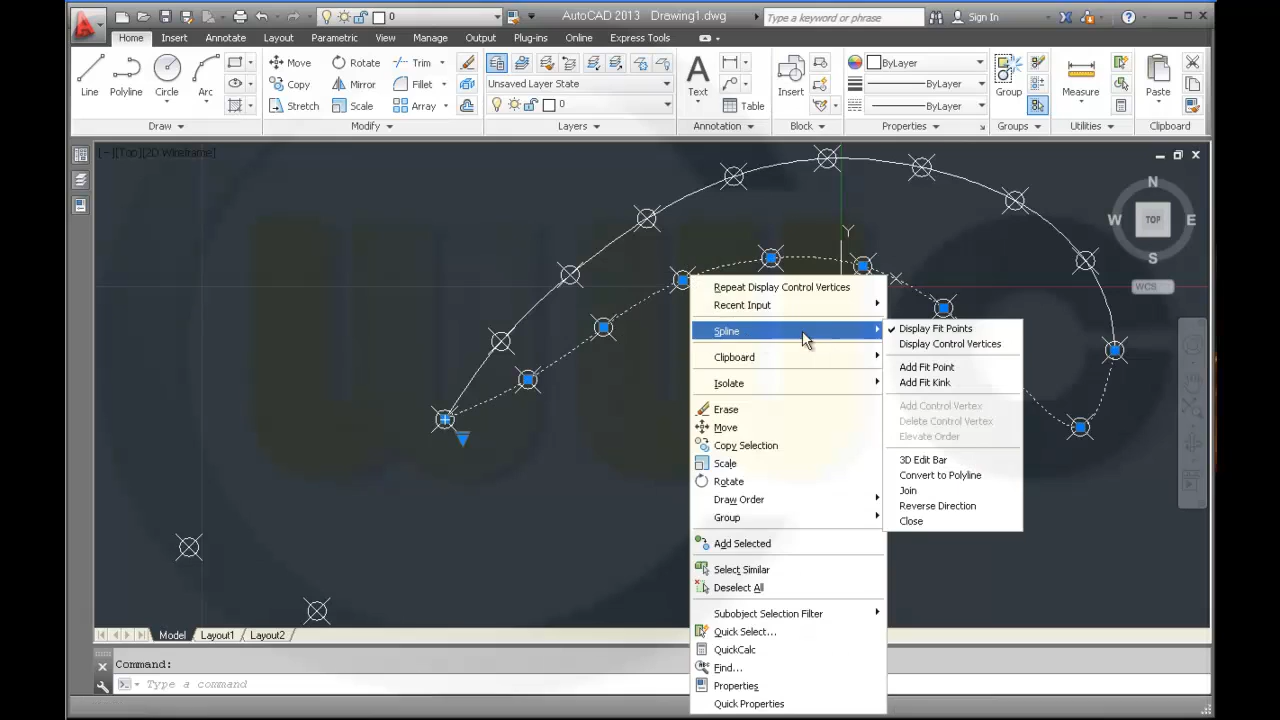 0
AutoCAD 2013 Drawing1.dwg
Type a keyword or phrase
Sign In
Home Insert Annotate Layout Parametric View Manage Output Plug-ins Online Express Tools
Line
Polyline
Circle
Arc
Move
Rotate
Trim
Copy
Mirror
Fillet
Stretch
Scale
Array
Unsaved Layer State
0
Text
Table
Insert
ByLayer
ByLayer
ByLayer
Group
Measure
Paste
Draw Modify Layers Annotation Block Properties Groups Utilities Clipboard
[−][Top][2D Wireframe]
N
W TOP E
S
WCS
Y
X
Repeat Display Control Vertices
Recent Input
Spline
Clipboard
Isolate
Erase
Move
Copy Selection
Scale
Rotate
Draw Order
Group
Add Selected
Select Similar
Deselect All
Subobject Selection Filter
Quick Select...
QuickCalc
Find...
Properties
Quick Properties
Display Fit Points
Display Control Vertices
Add Fit Point
Add Fit Kink
Add Control Vertex
Delete Control Vertex
Elevate Order
3D Edit Bar
Convert to Polyline
Join
Reverse Direction
Close
Model Layout1 Layout2
Command:
Type a command